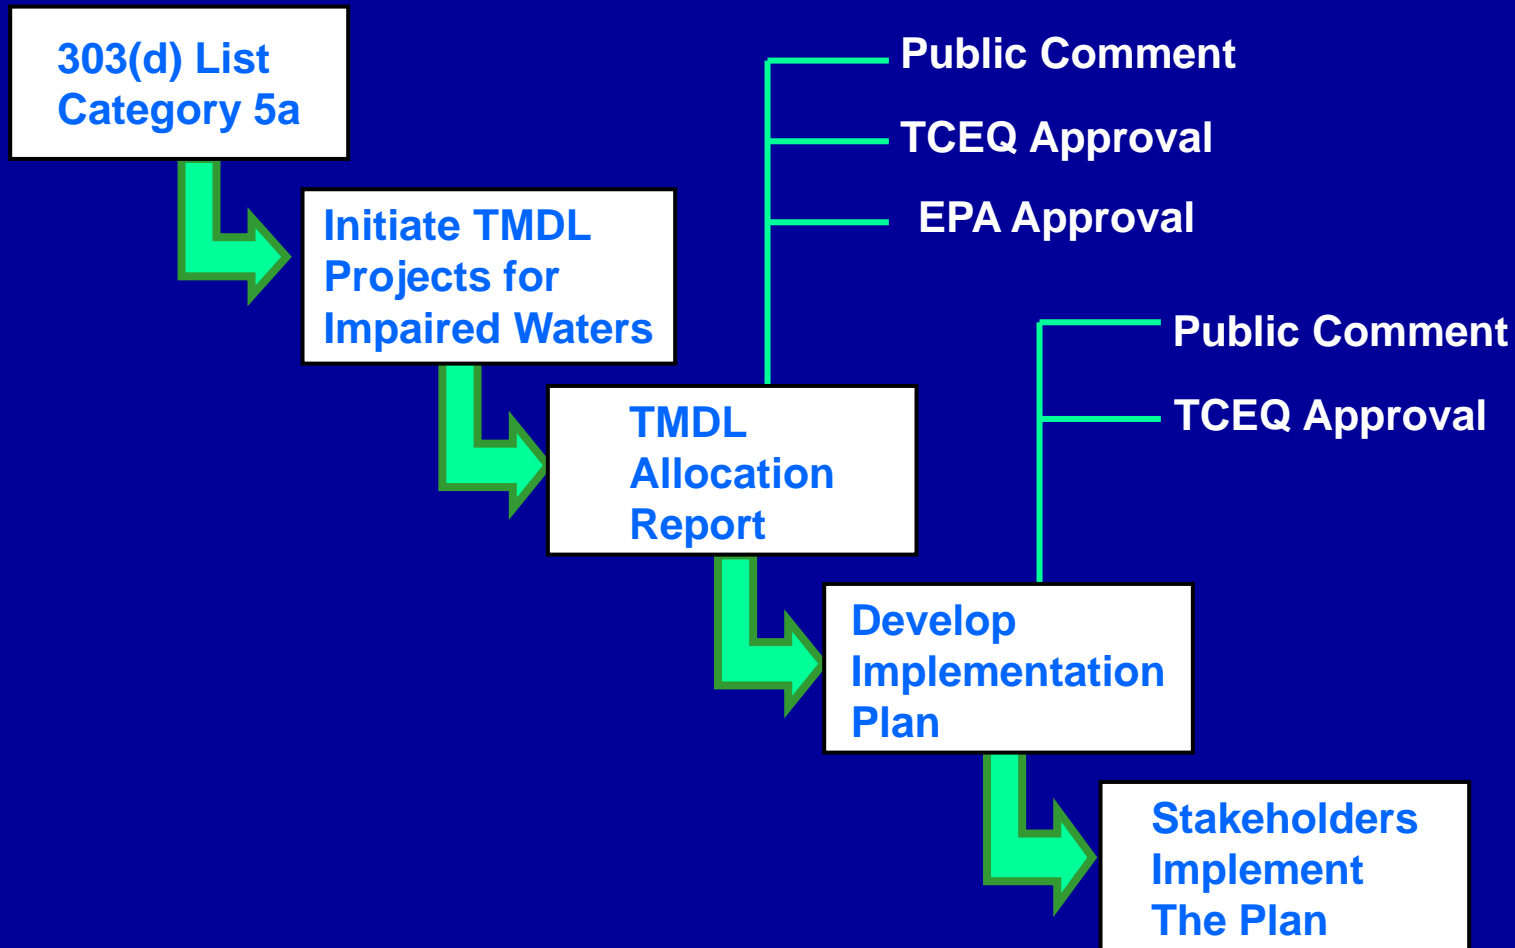 303(d) List
Category 5a
Public Comment
TCEQ Approval
EPA Approval
Initiate TMDL
Projects for
Impaired Waters
Public Comment
TCEQ Approval
TMDL
Allocation
Report
Develop
Implementation
Plan
Stakeholders
Implement
The Plan